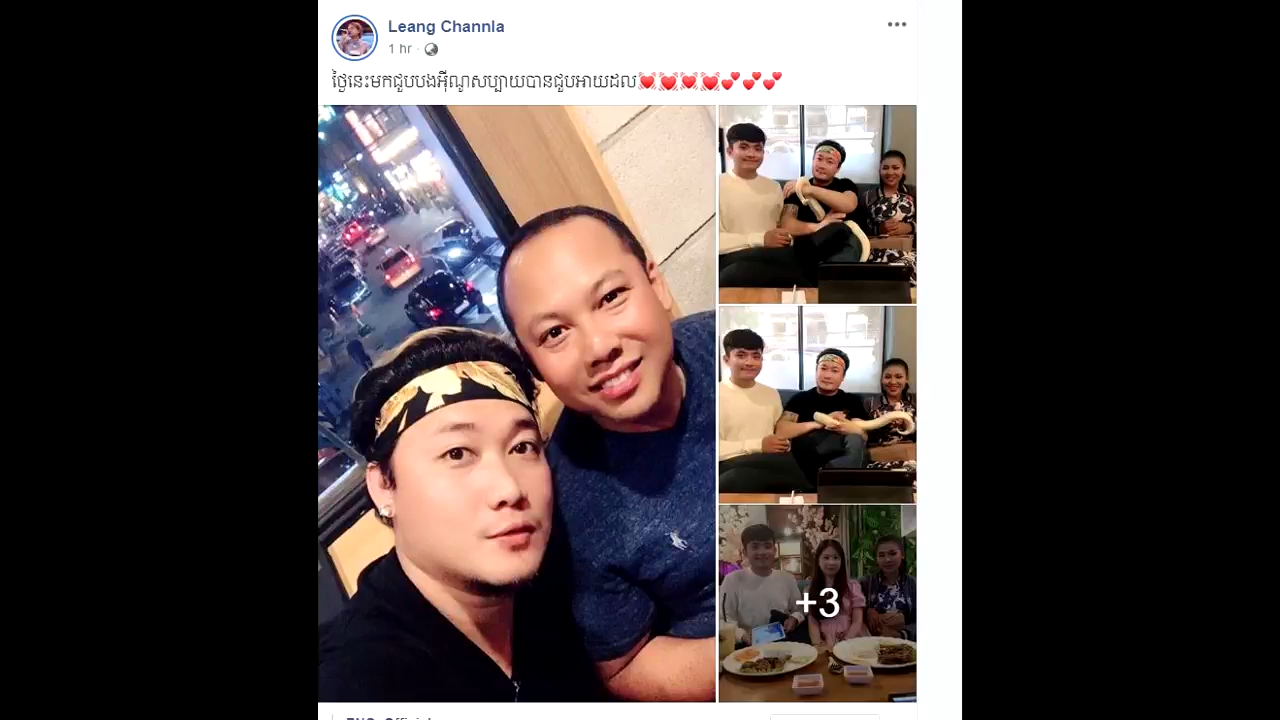 Leang Channla
1 hr ·
ថ្ងៃនេះមកជួបបងអ៊ីណូសប្បាយបានជួបអាយដល💓💓💓💓💕💕💕
+3